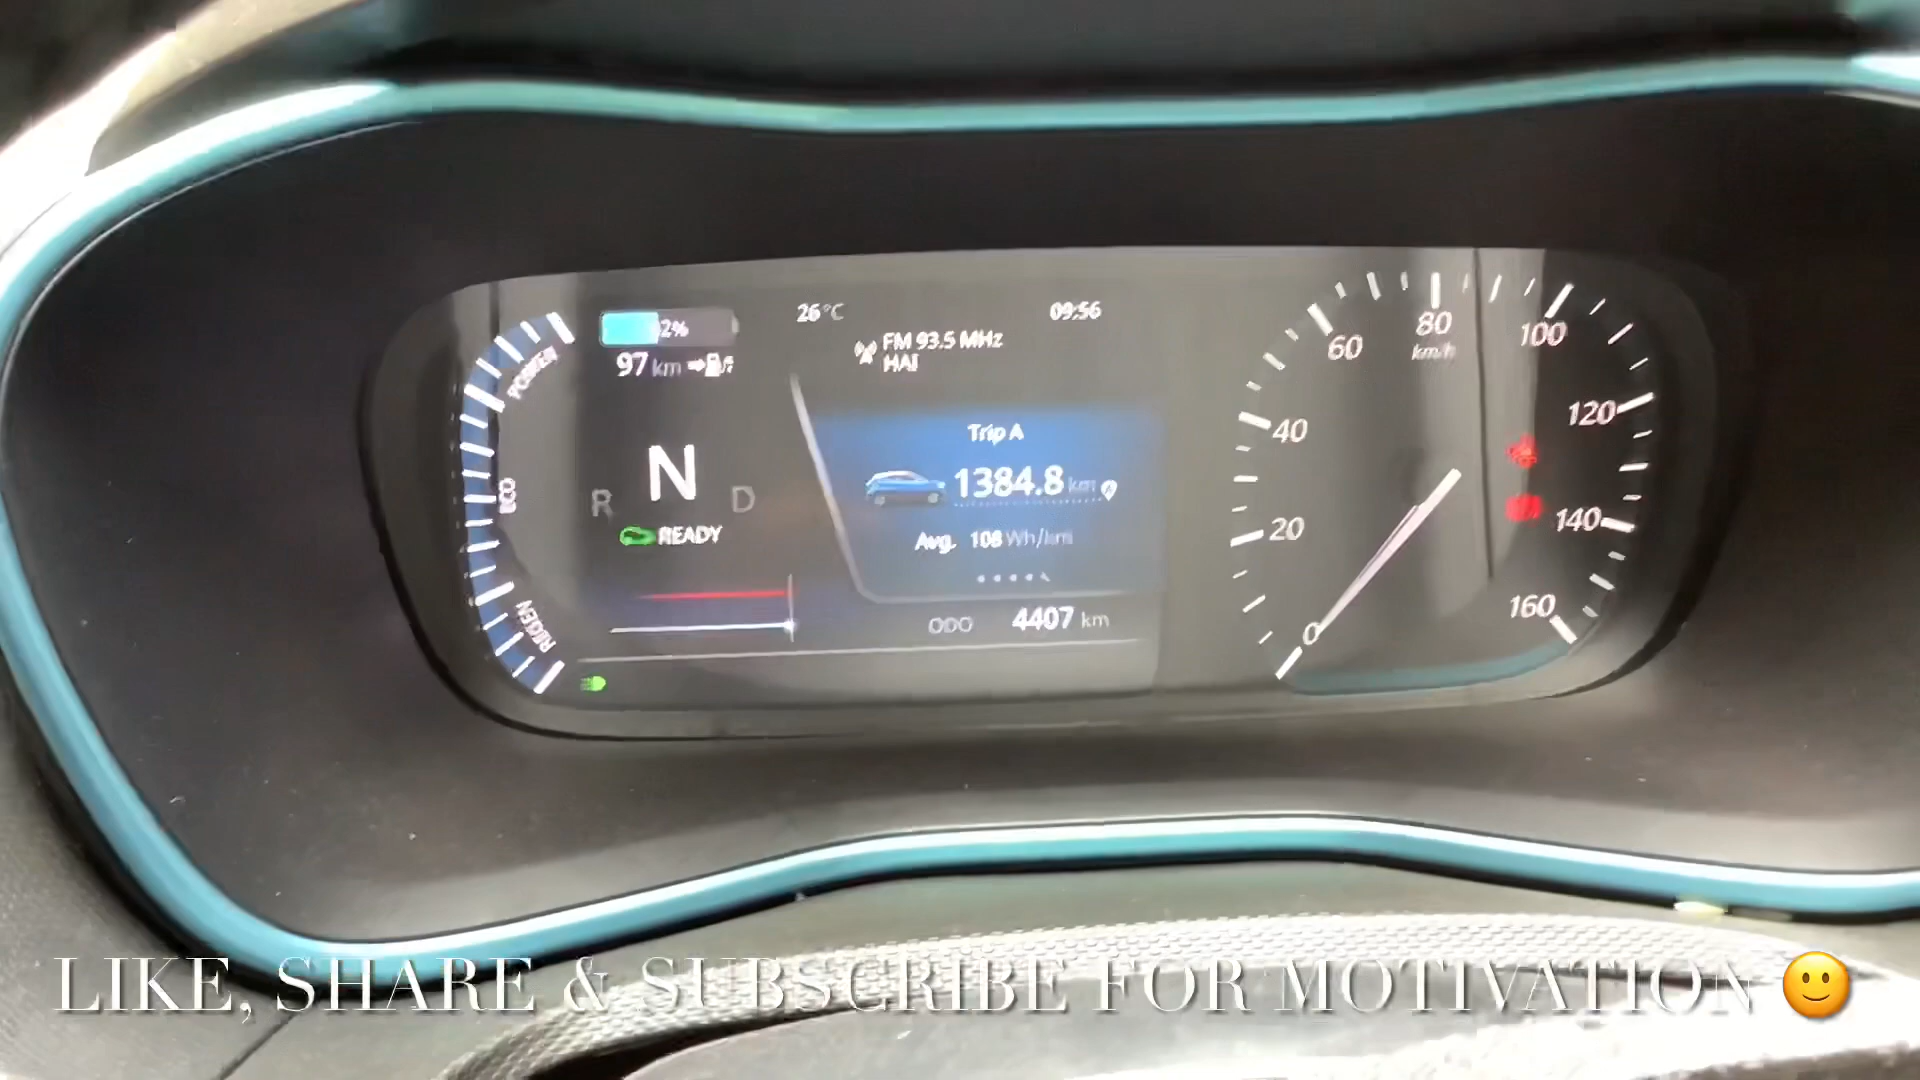 26°C
09:56
FM 93.5 MHz
HAI
97 km
POWER
ECO
REGEN
R N D
READY
Trip A
1384.8 km
Avg. 108 Wh/km
ODO 4407 km
0
20
40
60
80
km/h
100
120
140
160
LIKE, SHARE & SUBSCRIBE FOR MOTIVATION 🙂